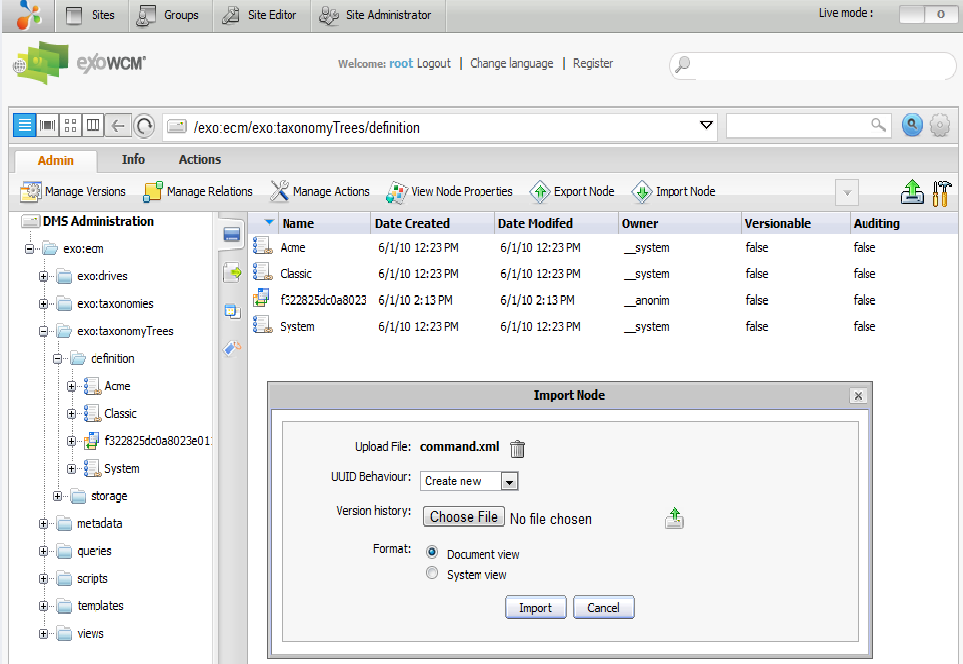 Sites Groups Site Editor Site Administrator Live mode : 0
exoWCM Welcome: root Logout | Change language | Register
/exo:ecm/exo:taxonomyTrees/definition
Admin Info Actions
Manage Versions Manage Relations Manage Actions View Node Properties Export Node Import Node
DMS Administration
exo:ecm
exo:drives
exo:taxonomies
exo:taxonomyTrees
definition
Acme
Classic
f322825dc0a8023e01
System
storage
metadata
queries
scripts
templates
views
Name Date Created Date Modifed Owner Versionable Auditing
Acme 6/1/10 12:23 PM 6/1/10 12:23 PM __system false false
Classic 6/1/10 12:23 PM 6/1/10 12:23 PM __system false false
f322825dc0a8023 6/1/10 2:13 PM 6/1/10 2:13 PM __anonim false false
System 6/1/10 12:23 PM 6/1/10 12:23 PM __system false false
Import Node
Upload File: command.xml
UUID Behaviour: Create new
Version history: Choose File No file chosen
Format: Document view
System view
Import Cancel